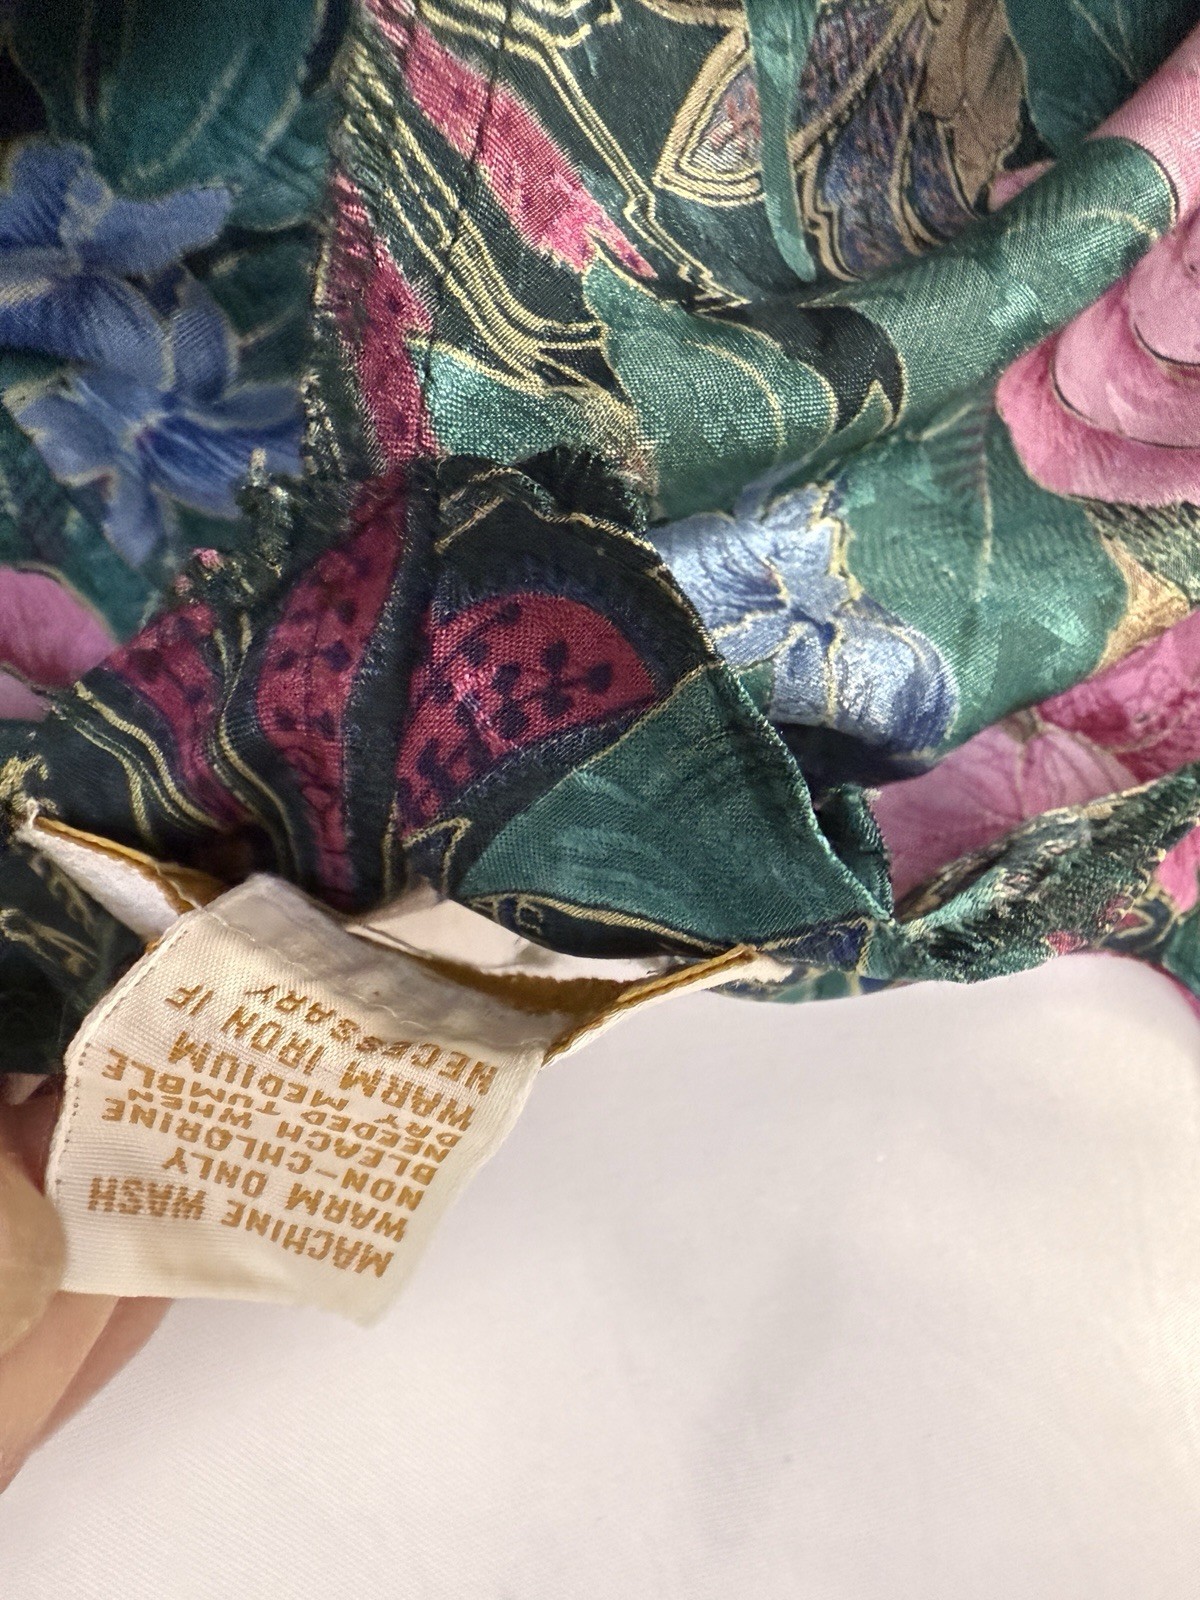 MACHINE WASH
WARM ONLY
NON-CHLORINE
BLEACH WHEN
NEEDED TUMBLE
DRY MEDIUM
WARM IRON IF
NECESSARY